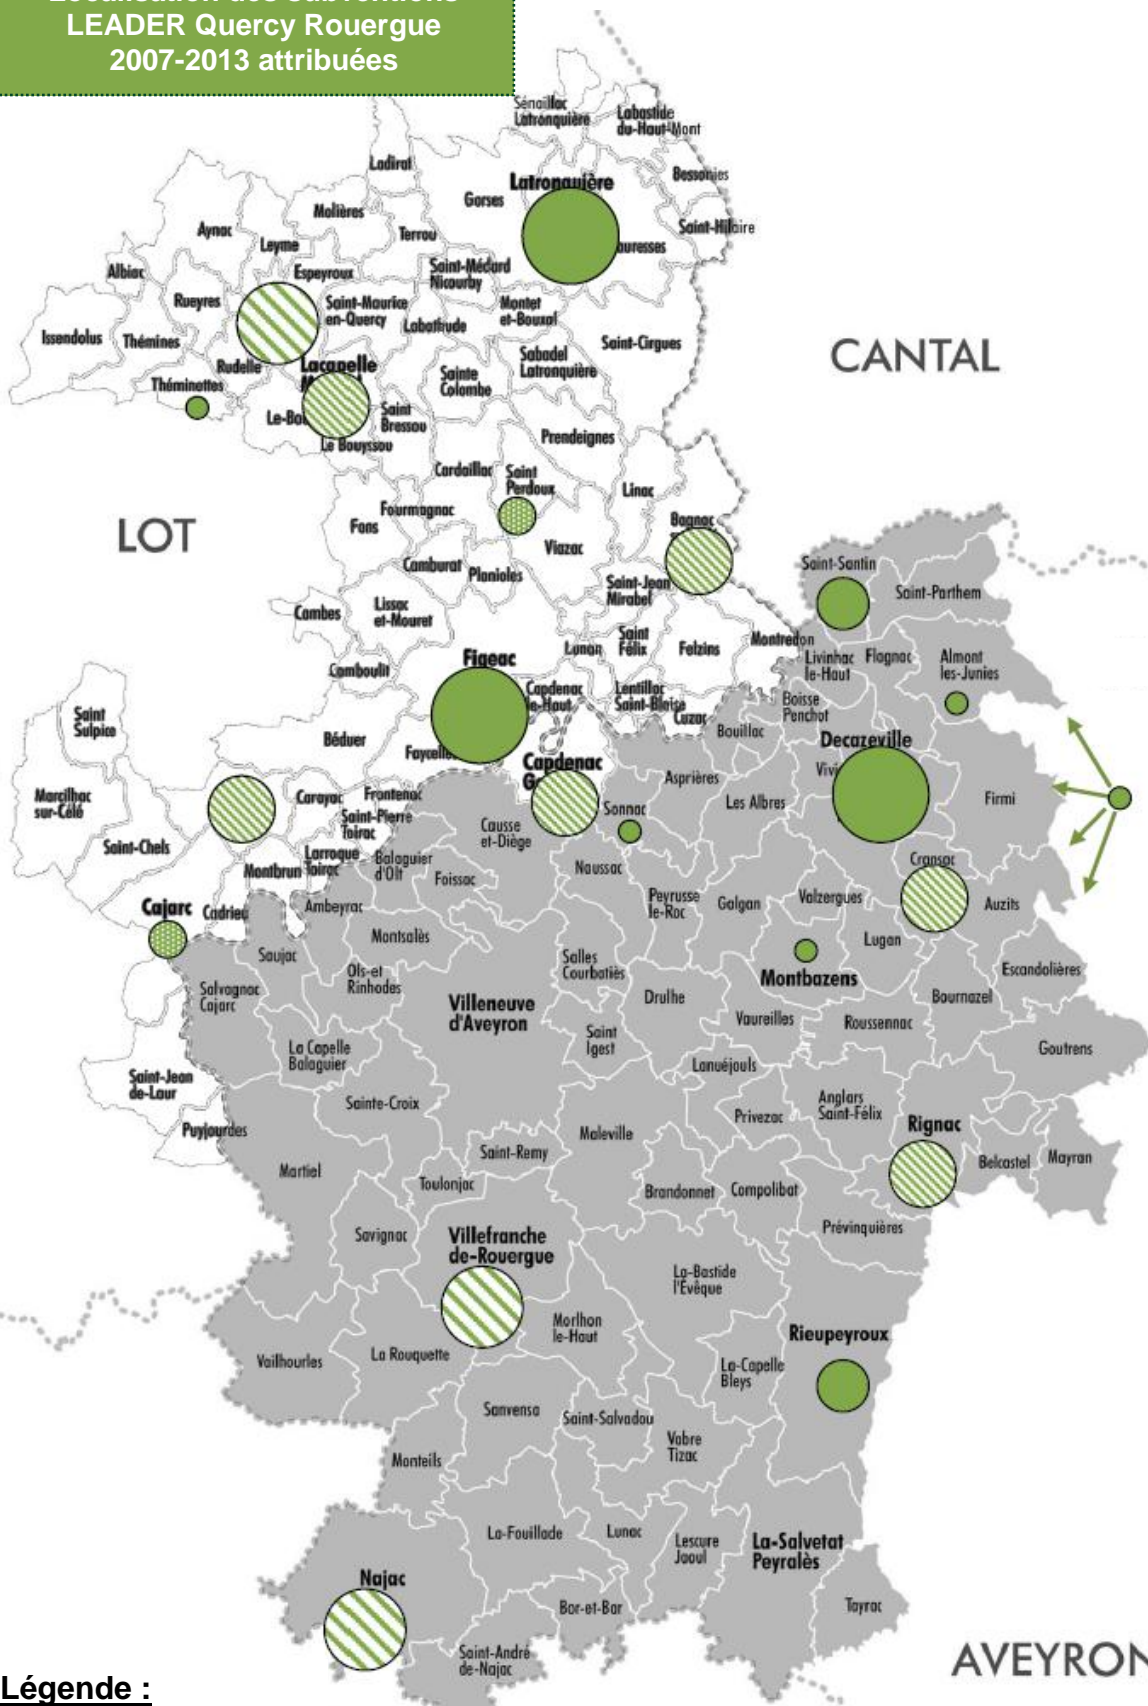 Localisation des subventions
LEADER Quercy Rouergue
2007-2013 attribuées
Sénaillac
Latronquière
Labastide
du-Haut-Mont
Ladirat
Bessonies
Latronquière
Gorses
Saint-Hilaire
Molières
Aynac
Terrou
Leyme
uresses
Saint-Médard
Nicourby
Albiac
Espeyroux
Rueyres
Saint-Maurice
en-Quercy
Montet
et-Bouxal
Labathude
Issendolus
Thémines
Saint-Cirgues
Sabadel
Latronquière
CANTAL
Rudelle
Lacapelle
Sainte
Colombe
Théminettes
Saint
Bressou
Le-Bo
Le Bouyssou
Prendeignes
Cardaillac
Saint
Perdoux
Linac
Fourmagnac
Fons
Bagnac
LOT
Viazac
Camburat
Planioles
Saint-Jean
Mirabel
Saint-Santin
Saint-Parthem
Lissac
et-Mouret
Cambes
Saint
Félix
Montredon
Lunan
Felzins
Livinhac
le-Haut
Flagnac
Almont
les-Junies
Figeac
Camboulit
Capdenac
le-Haut
Lentillac
Saint-Blaise
Cuzac
Boisse
Penchot
Saint
Sulpice
Bouillac
Béduer
Faycelle
Decazeville
Capdenac
G
Asprières
Vivi
Marcilhac
sur-Célé
Carayac
Frontenac
Les Albres
Firmi
Saint-Pierre
Toirac
Sonnac
Causse
et-Diège
Saint-Chels
Larroque
Toirac
Balaguier
d'Olt
Cransac
Montbrun
Foissac
Naussac
Peyrusse
le-Roc
Galgan
Valzergues
Auzits
Cajarc
Cadrieu
Ambeyrac
Montsalès
Lugan
Saujac
Salles
Courbatiès
Escandolières
Ols-et
Rinhodes
Montbazens
Salvagnac
Cajarc
Villeneuve
d'Aveyron
Drulhe
Bournazel
Vaureilles
Roussennac
Saint
Igest
Goutrens
La Capelle
Balaguier
Lanuéjouls
Saint-Jean
de-Laur
Sainte-Croix
Anglars
Saint-Félix
Privezac
Puyjourdes
Maleville
Rignac
Saint-Remy
Martiel
Belcastel
Mayran
Toulonjac
Brandonnet
Compolibat
Savignac
Villefranche
de-Rouergue
Prévinquières
La-Bastide
l'Évêque
Morlhon
le-Haut
Rieupeyroux
Vailhourles
La Rouquette
La-Capelle
Bleys
Sanvensa
Saint-Salvadou
Vabre
Tizac
Monteils
La-Fouillade
Lunac
Lescure
Jaoul
La-Salvetat
Peyralès
Najac
Bor-et-Bar
Tayrac
Saint-André
de-Najac
AVEYRON
Légende :